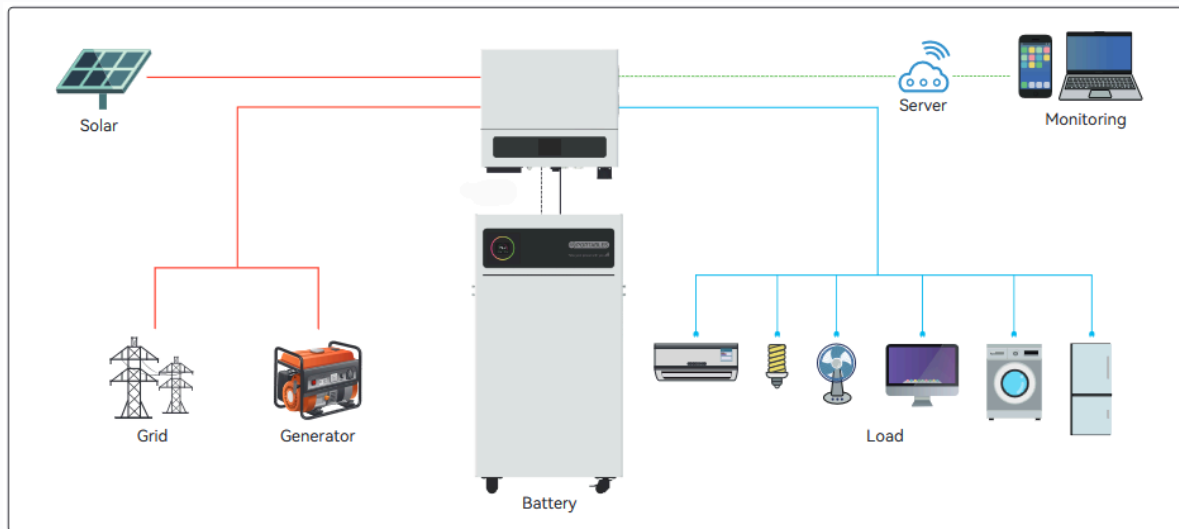 Solar
Server
Monitoring
Grid
Generator
Load
Battery